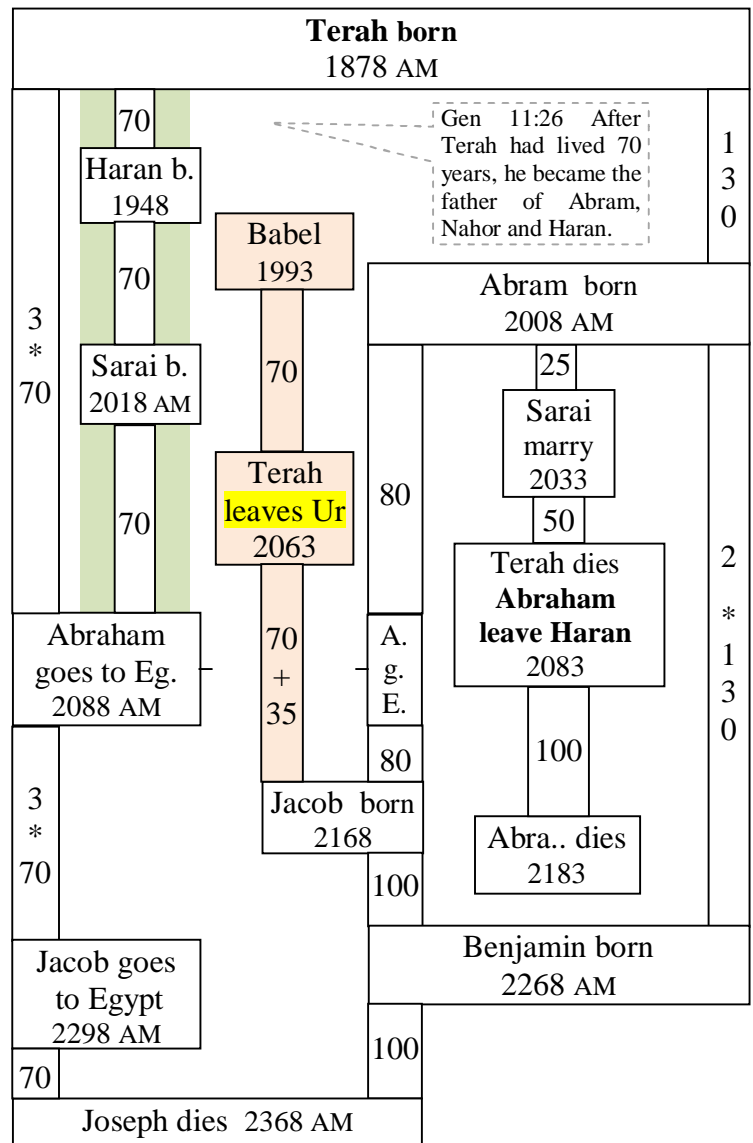 Terah born
1878 AM
70
Gen 11:26 After
Terah had lived 70
years, he became the
father of Abram,
Nahor and Haran.
1
3
0
Haran b.
1948
Babel
1993
70
Abram born
2008 AM
3
*
70
Sarai b.
2018 AM
70
80
25
Sarai
marry
2033
50
2
*
1
3
0
70
Terah
leaves Ur
2063
Terah dies
Abraham
leave Haran
2083
Abraham
goes to Eg.
2088 AM
70
+
35
A.
g.
E.
80
100
3
*
70
Jacob born
2168
Abra.. dies
2183
100
Jacob goes
to Egypt
2298 AM
Benjamin born
2268 AM
70
100
Joseph dies 2368 AM